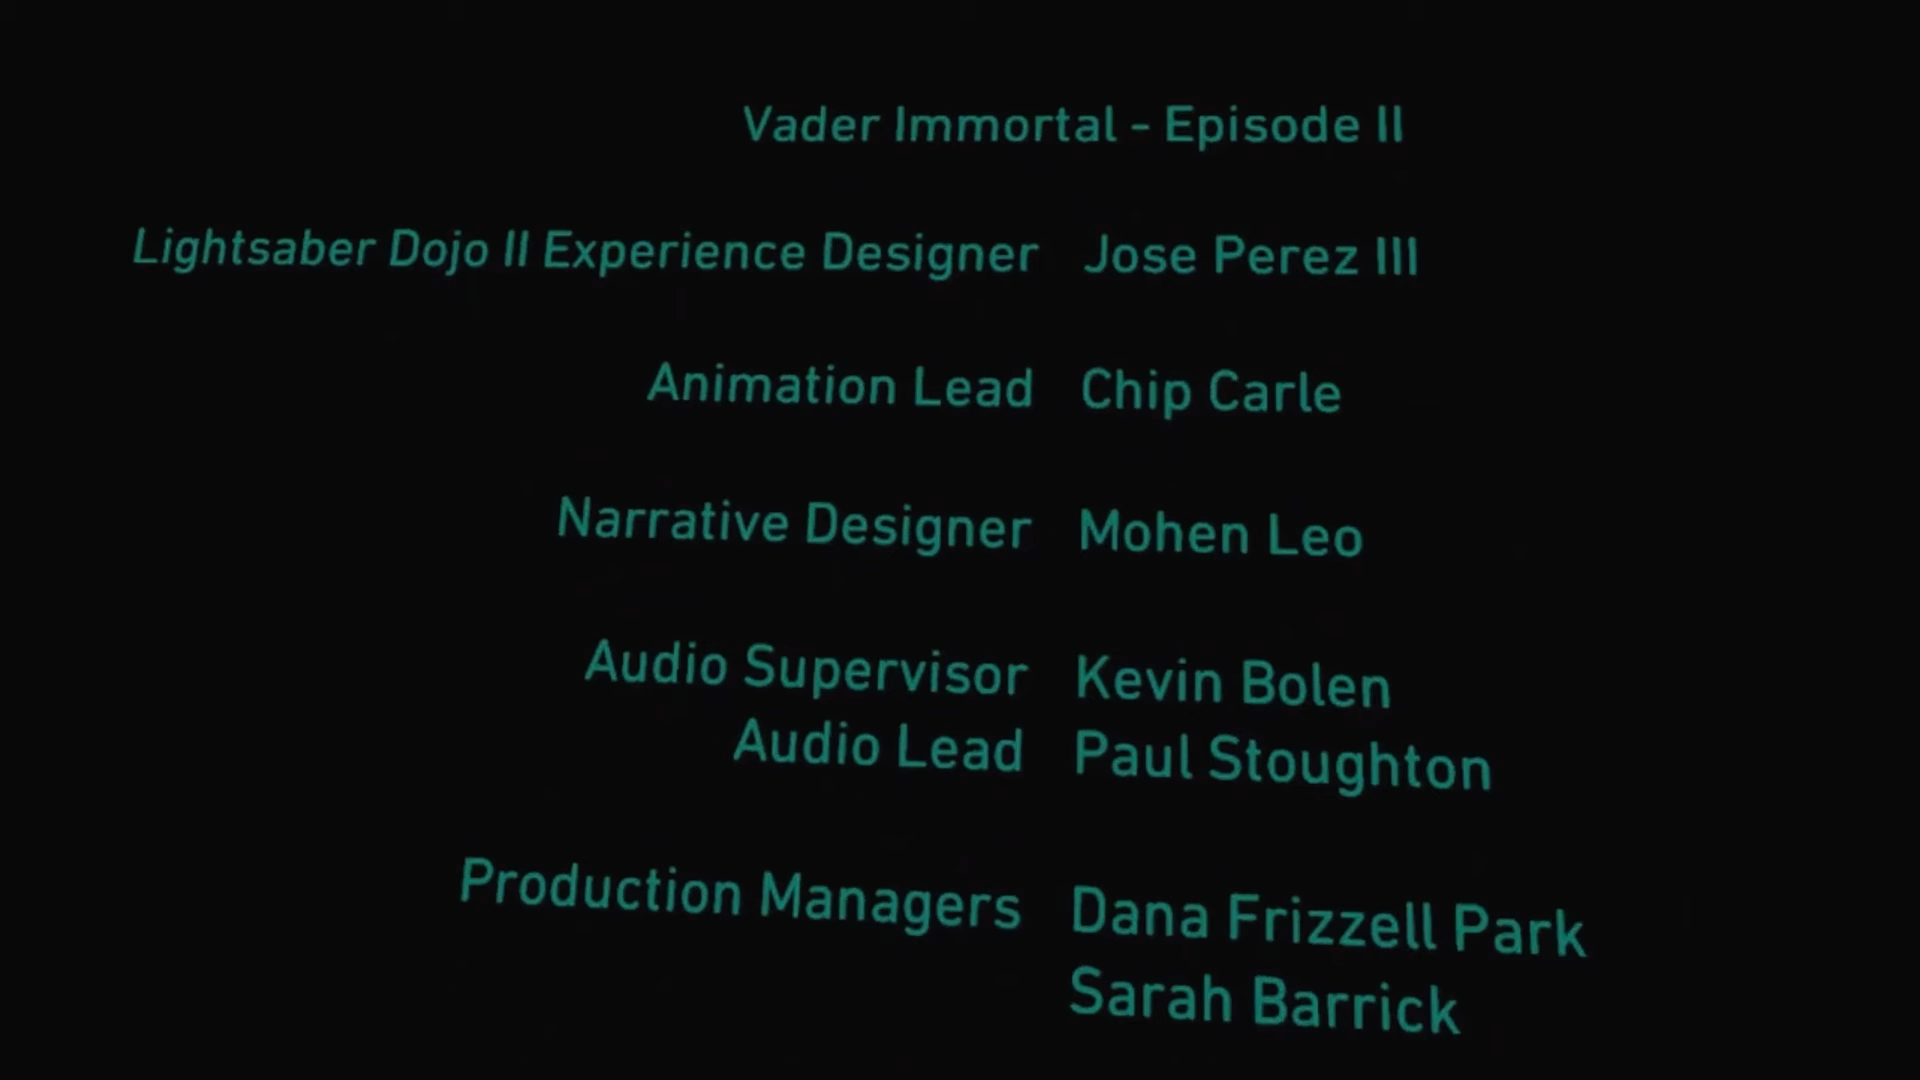 Vader Immortal - Episode II
Lightsaber Dojo II Experience Designer Jose Perez III
Animation Lead Chip Carle
Narrative Designer Mohen Leo
Audio Supervisor Kevin Bolen
Audio Lead Paul Stoughton
Production Managers Dana Frizzell Park
Sarah Barrick